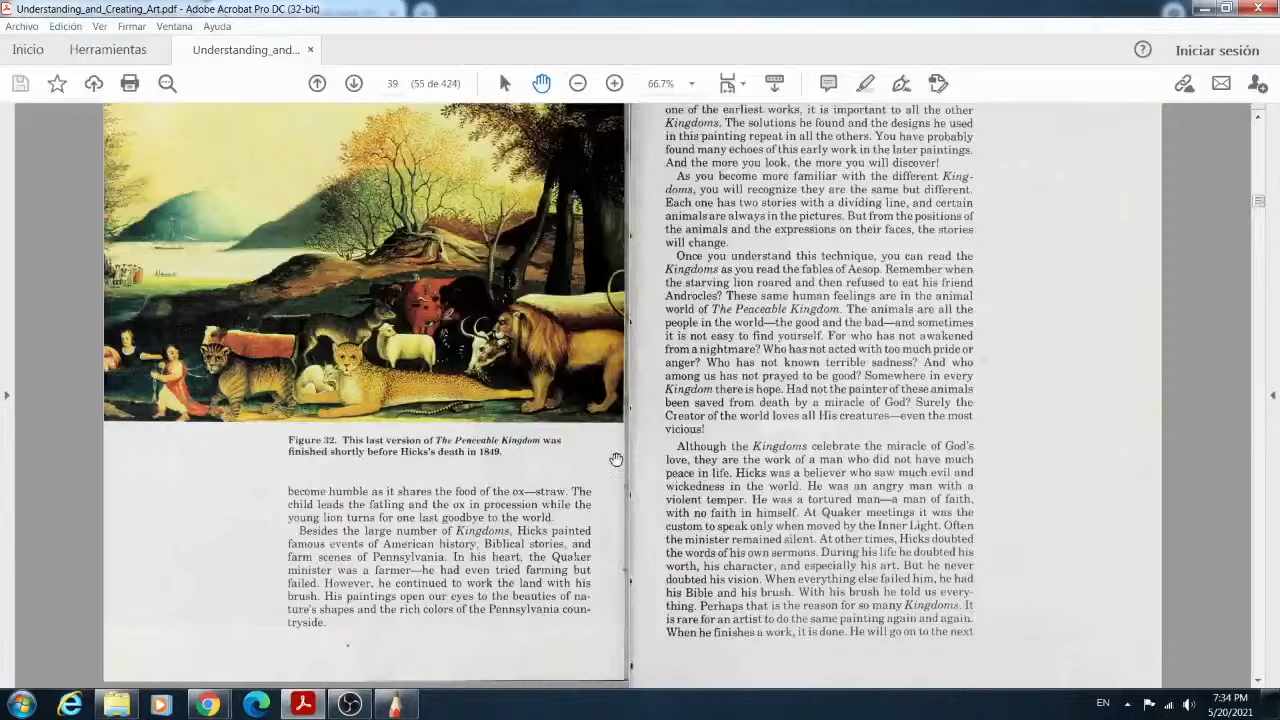 Understanding_and_Creating_Art.pdf - Adobe Acrobat Pro DC (32-bit)
Archivo Edición Ver Firmar Ventana Ayuda
Inicio Herramientas Understanding_and... × Iniciar sesión
39 (55 de 424) 66.7%
Figure 32. This last version of The Peaceable Kingdom was
finished shortly before Hicks's death in 1849.
become humble as it shares the food of the ox—straw. The
child leads the fatling and the ox in procession while the
young lion turns for one last goodbye to the world.
Besides the large number of Kingdoms, Hicks painted
famous events of American history, Biblical stories, and
farm scenes of Pennsylvania. In his heart, the Quaker
minister was a farmer—he had even tried farming but
failed. However, he continued to work the land with his
brush. His paintings open our eyes to the beauties of na-
ture's shapes and the rich colors of the Pennsylvania coun-
tryside.
one of the earliest works, it is important to all the other
Kingdoms. The solutions he found and the designs he used
in this painting repeat in all the others. You have probably
found many echoes of this early work in the later paintings.
And the more you look, the more you will discover!
As you become more familiar with the different King-
doms, you will recognize they are the same but different.
Each one has two stories with a dividing line, and certain
animals are always in the pictures. But from the positions of
the animals and the expressions on their faces, the stories
will change.
Once you understand this technique, you can read the
Kingdoms as you read the fables of Aesop. Remember when
the starving lion roared and then refused to eat his friend
Androcles? These same human feelings are in the animal
world of The Peaceable Kingdom. The animals are all the
people in the world—the good and the bad—and sometimes
it is not easy to find yourself. For who has not awakened
from a nightmare? Who has not acted with too much pride or
anger? Who has not known terrible sadness? And who
among us has not prayed to be good? Somewhere in every
Kingdom there is hope. Had not the painter of these animals
been saved from death by a miracle of God? Surely the
Creator of the world loves all His creatures—even the most
vicious!
Although the Kingdoms celebrate the miracle of God's
love, they are the work of a man who did not have much
peace in life. Hicks was a believer who saw much evil and
wickedness in the world. He was an angry man with a
violent temper. He was a tortured man—a man of faith,
with no faith in himself. At Quaker meetings it was the
custom to speak only when moved by the Inner Light. Often
the minister remained silent. At other times, Hicks doubted
the words of his own sermons. During his life he doubted his
worth, his character, and especially his art. But he never
doubted his vision. When everything else failed him, he had
his Bible and his brush. With his brush he told us every-
thing. Perhaps that is the reason for so many Kingdoms. It
is rare for an artist to do the same painting again and again.
When he finishes a work, it is done. He will go on to the next
EN 7:34 PM
5/20/2021